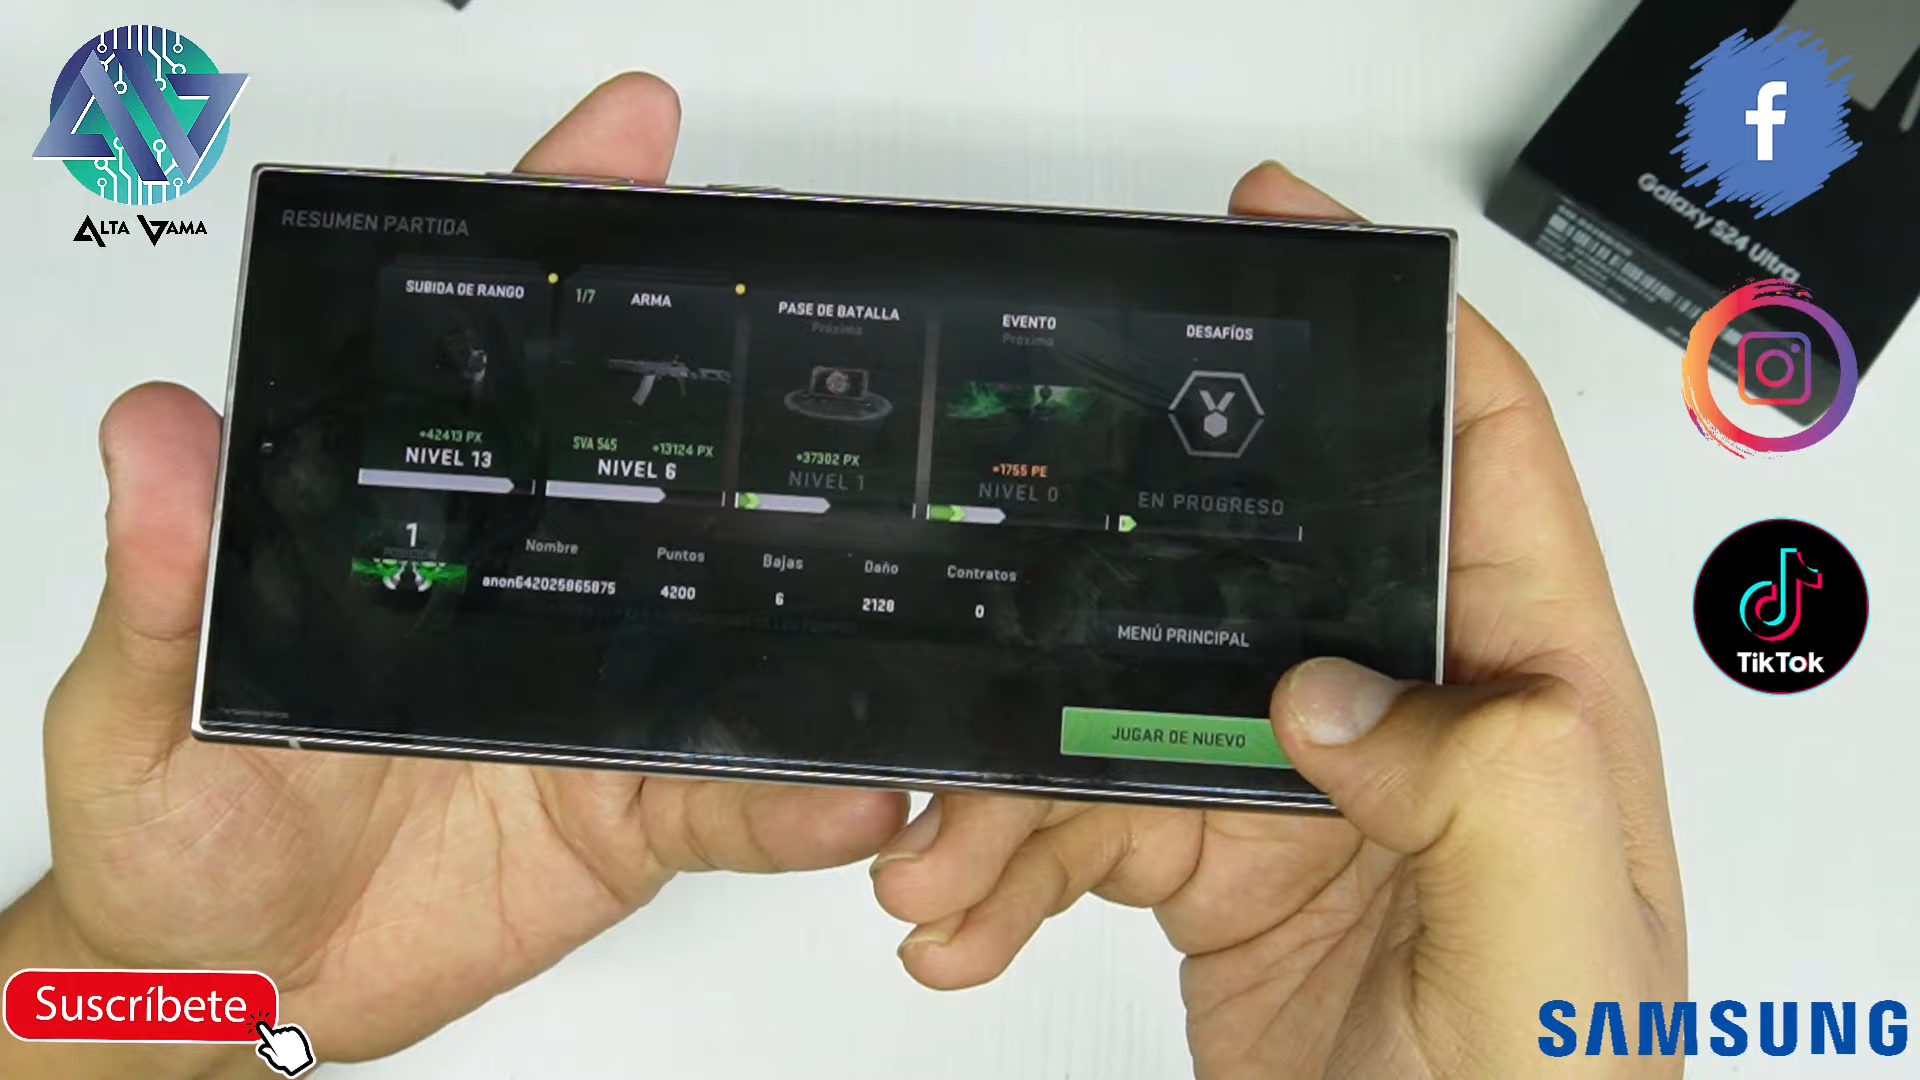 ALTA GAMA
RESUMEN PARTIDA
SUBIDA DE RANGO
+42413 PX
NIVEL 13
1/7 ARMA
SVA 545 +13124 PX
NIVEL 6
PASE DE BATALLA
Próximo
+37302 PX
NIVEL 1
EVENTO
Próximo
+1755 PE
NIVEL 0
DESAFÍOS
EN PROGRESO
1
POSICIÓN
Nombre Puntos Bajas Daño Contratos
anon642025865875 4200 6 2128 0
MENÚ PRINCIPAL
JUGAR DE NUEVO
Galaxy S24 Ultra
f
TikTok
Suscríbete
SAMSUNG